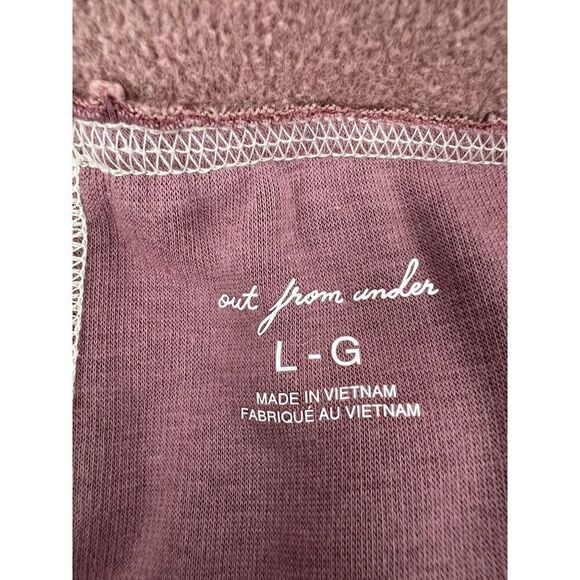 out from under
L - G
MADE IN VIETNAM
FABRIQUÉ AU VIETNAM